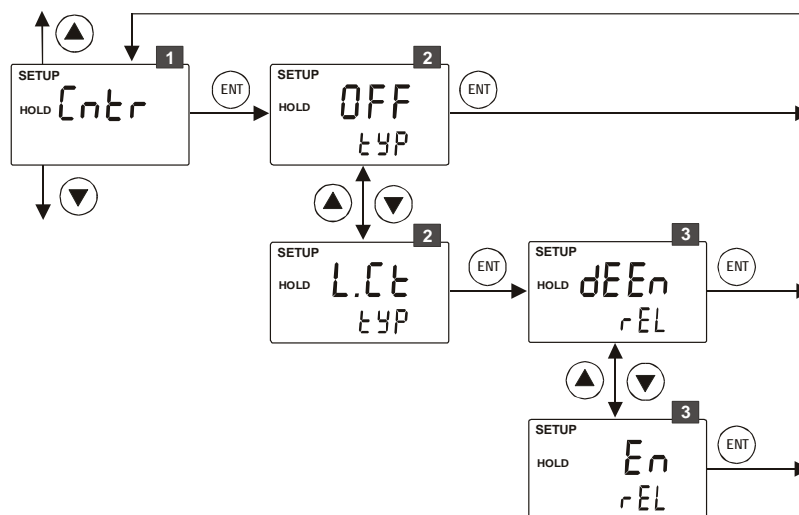 1
SETUP
HOLD Cntr
ENT
2
SETUP
HOLD OFF
tYP
ENT
2
SETUP
HOLD L.Ct
tYP
ENT
3
SETUP
HOLD dEEn
rEL
ENT
3
SETUP
HOLD En
rEL
ENT